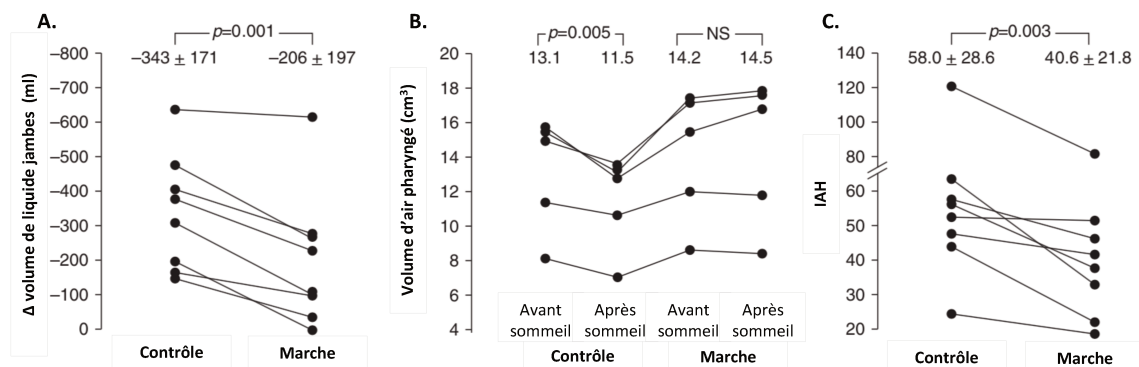 A.
p=0.001
–343 ± 171
–206 ± 197
Δ volume de liquide jambes (ml)
–800
–700
–600
–500
–400
–300
–200
–100
0
Contrôle
Marche
B.
p=0.005
NS
13.1
11.5
14.2
14.5
Volume d'air pharyngé (cm³)
20
18
16
14
12
10
8
6
4
Avant
sommeil
Après
sommeil
Avant
sommeil
Après
sommeil
Contrôle
Marche
C.
p=0.003
58.0 ± 28.6
40.6 ± 21.8
IAH
140
120
100
80
60
50
40
30
20
Contrôle
Marche